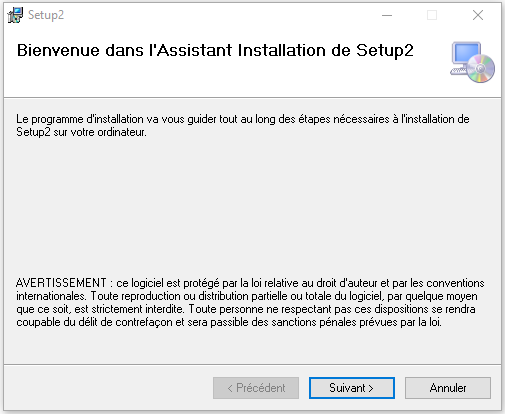 Setup2
Bienvenue dans l'Assistant Installation de Setup2
Le programme d'installation va vous guider tout au long des étapes nécessaires à l'installation de
Setup2 sur votre ordinateur.
AVERTISSEMENT : ce logiciel est protégé par la loi relative au droit d'auteur et par les conventions
internationales. Toute reproduction ou distribution partielle ou totale du logiciel, par quelque moyen
que ce soit, est strictement interdite. Toute personne ne respectant pas ces dispositions se rendra
coupable du délit de contrefaçon et sera passible des sanctions pénales prévues par la loi.
< Précédent
Suivant >
Annuler